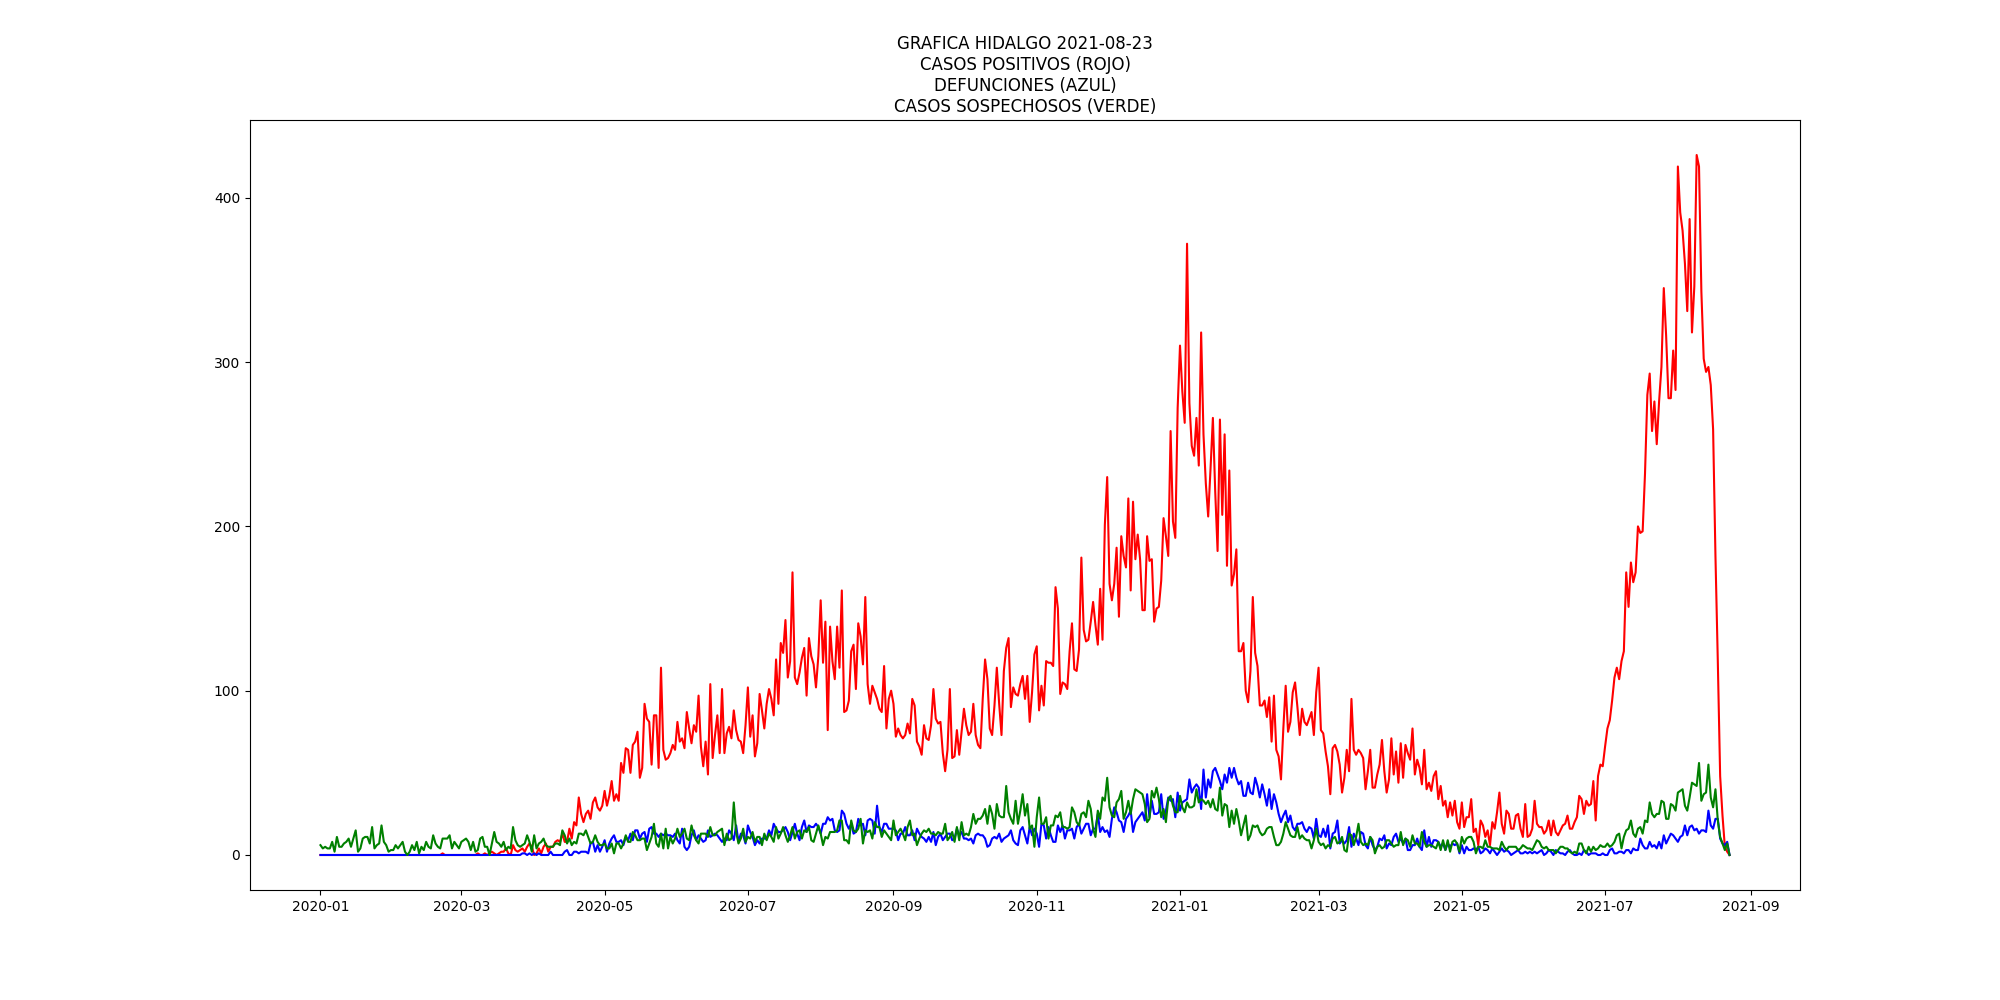 GRAFICA HIDALGO 2021-08-23
CASOS POSITIVOS (ROJO)
DEFUNCIONES (AZUL)
CASOS SOSPECHOSOS (VERDE)
400
300
200
100
0
2020-01 2020-03 2020-05 2020-07 2020-09 2020-11 2021-01 2021-03 2021-05 2021-07 2021-09